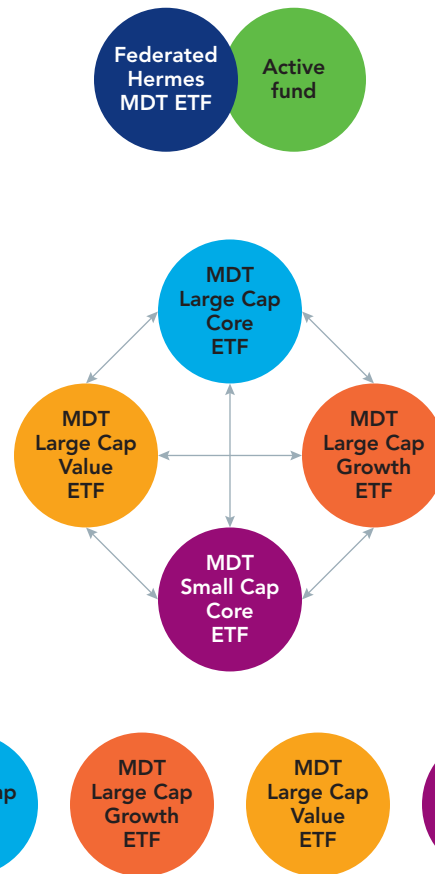 Federated
Hermes
MDT ETF
Active
fund
MDT
Large Cap
Core
ETF
MDT
Large Cap
Value
ETF
MDT
Large Cap
Growth
ETF
MDT
Small Cap
Core
ETF
MDT
Large Cap
Growth
ETF
MDT
Large Cap
Value
ETF